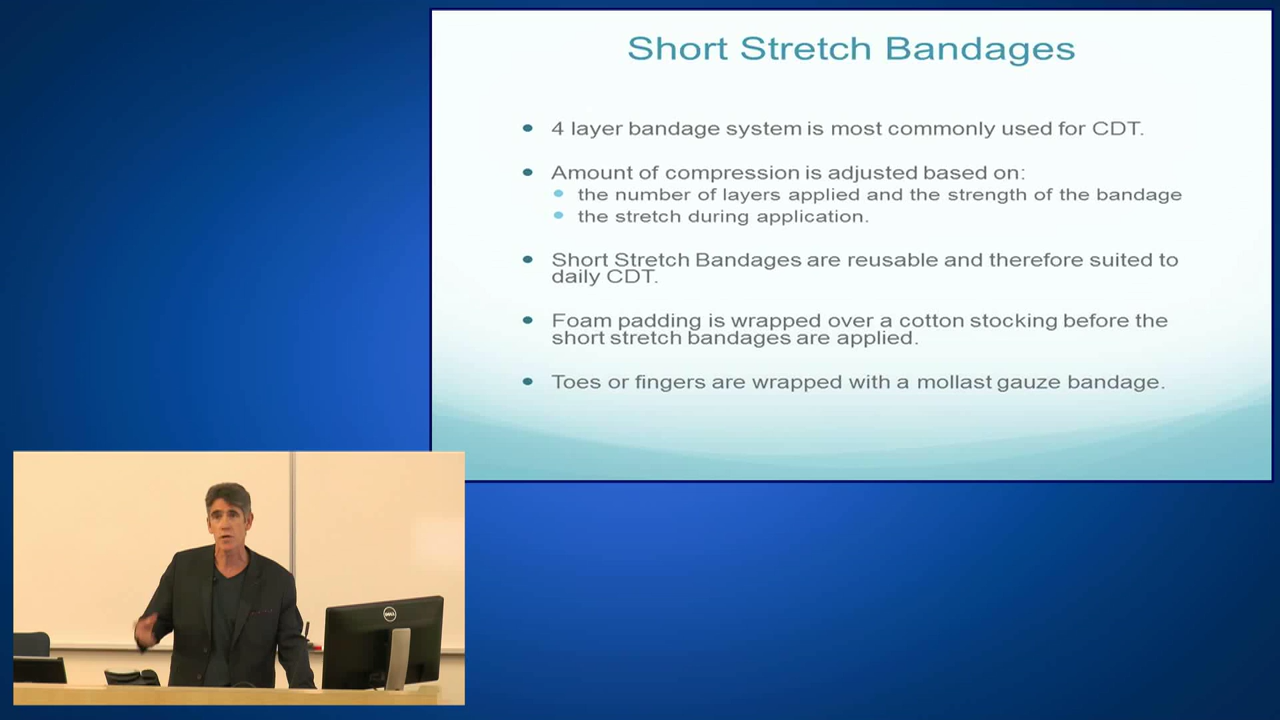 Short Stretch Bandages
4 layer bandage system is most commonly used for CDT.
Amount of compression is adjusted based on:
the number of layers applied and the strength of the bandage
the stretch during application.
Short Stretch Bandages are reusable and therefore suited to
daily CDT.
Foam padding is wrapped over a cotton stocking before the
short stretch bandages are applied.
Toes or fingers are wrapped with a mollast gauze bandage.
DELL